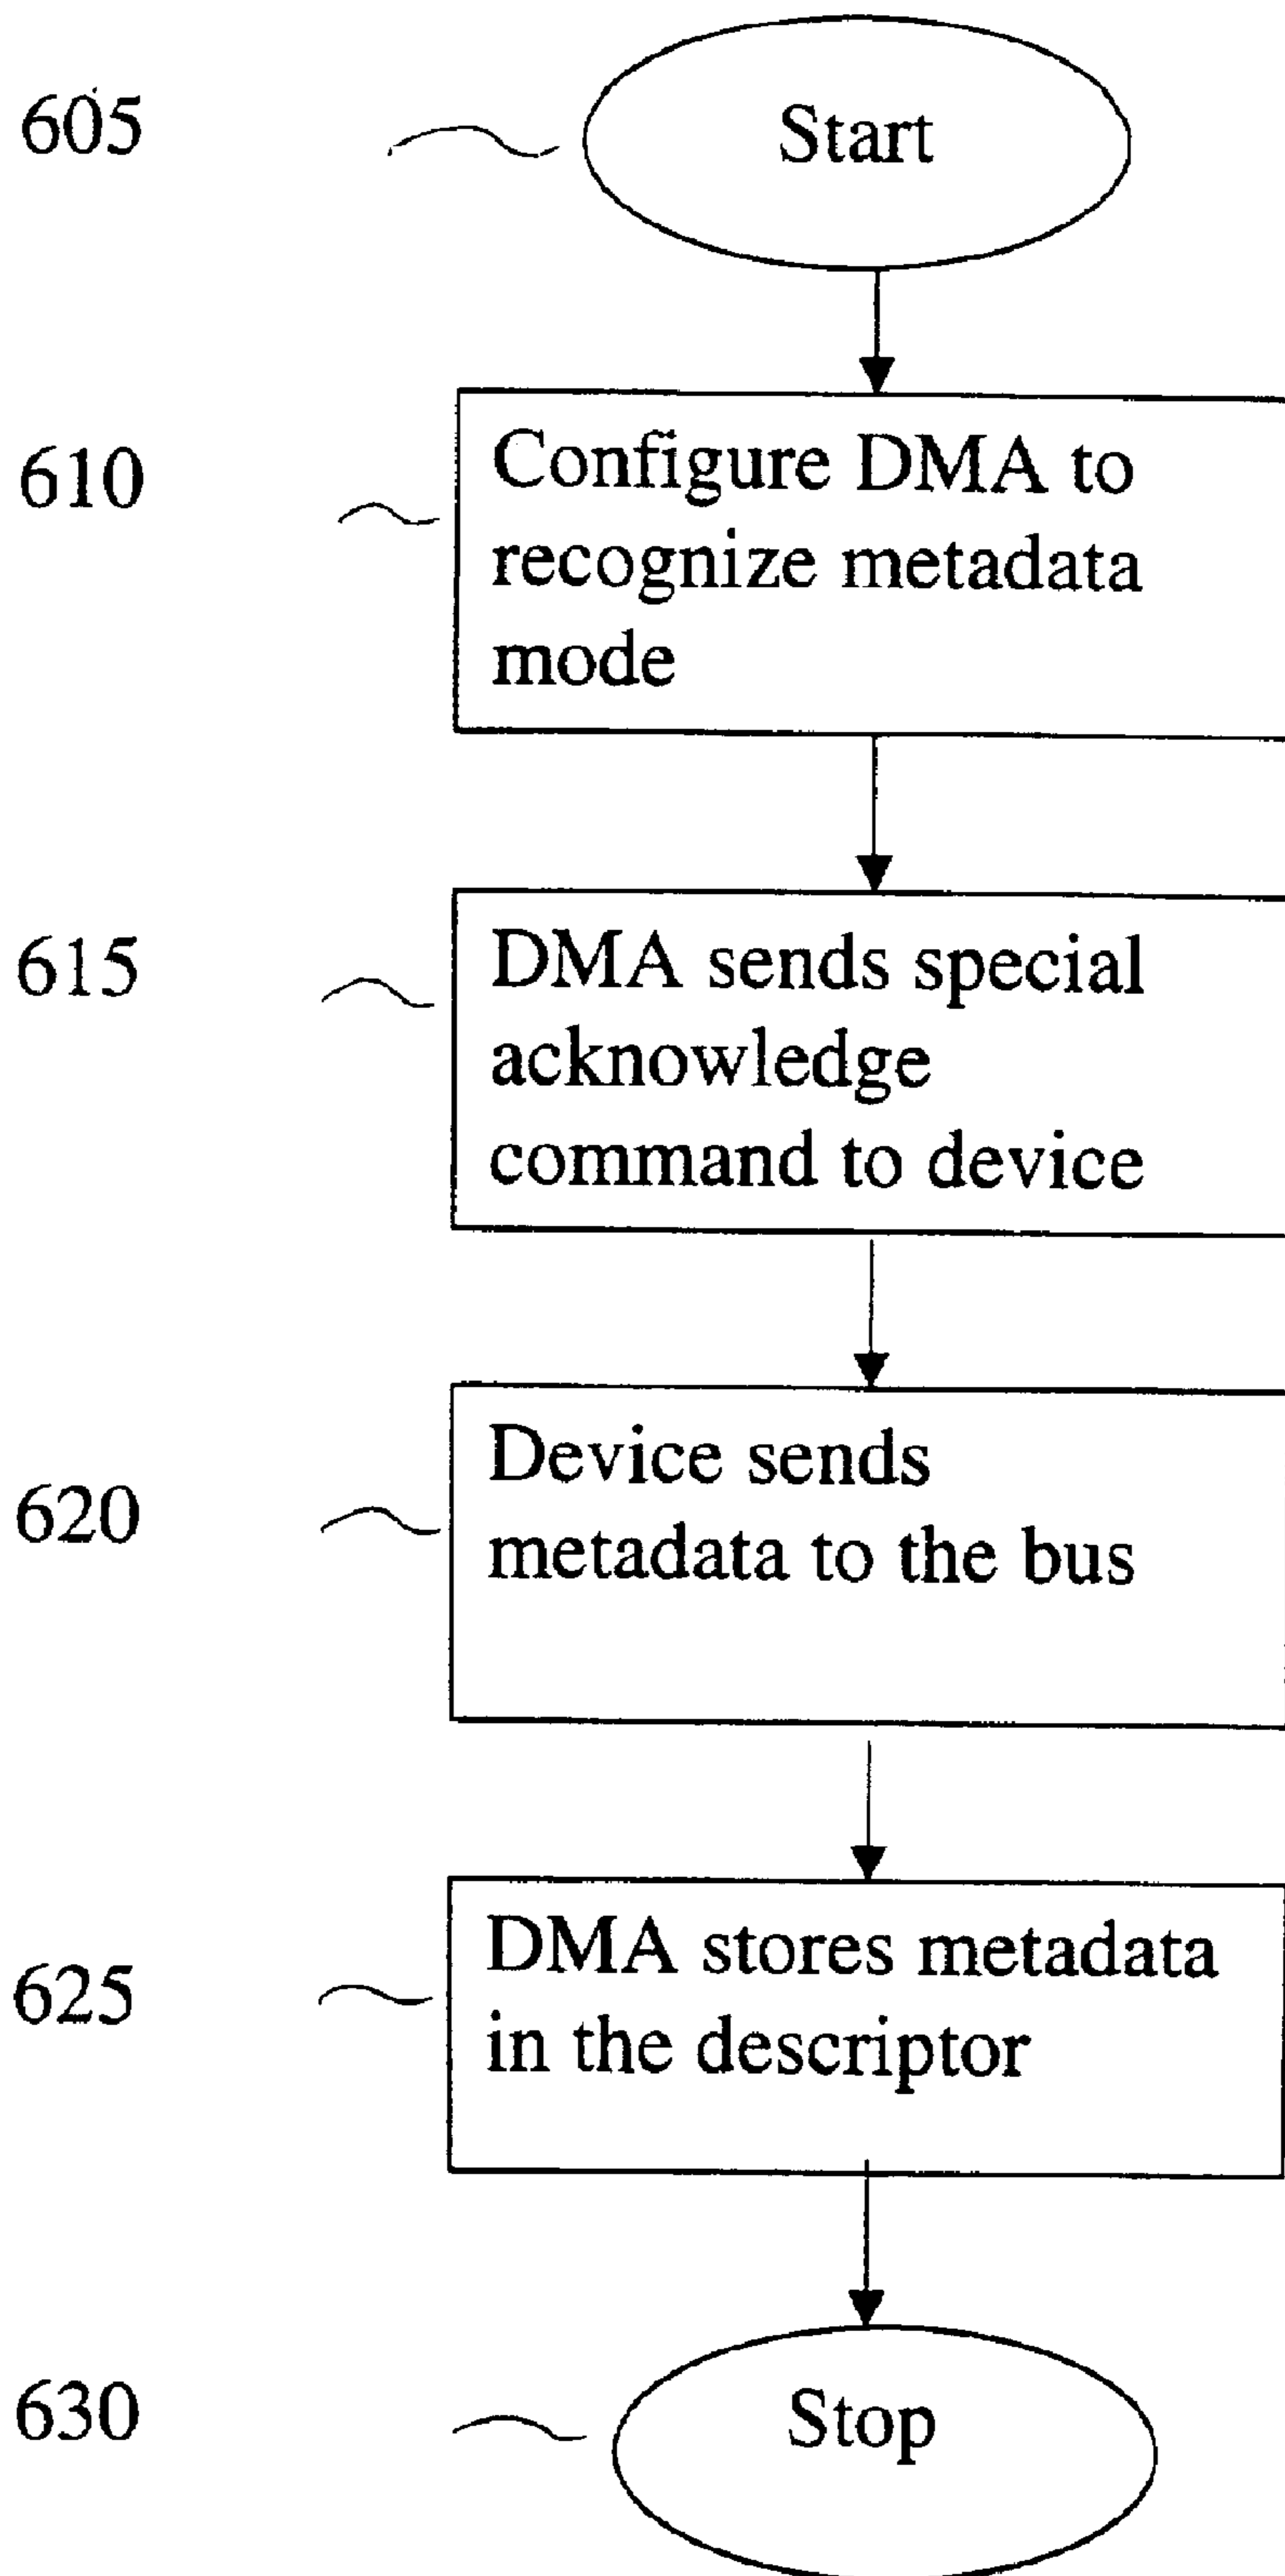 605
Start
610
Configure DMA to
recognize metadata
mode
615
DMA sends special
acknowledge
command to device
620
Device sends
metadata to the bus
625
DMA stores metadata
in the descriptor
630
Stop